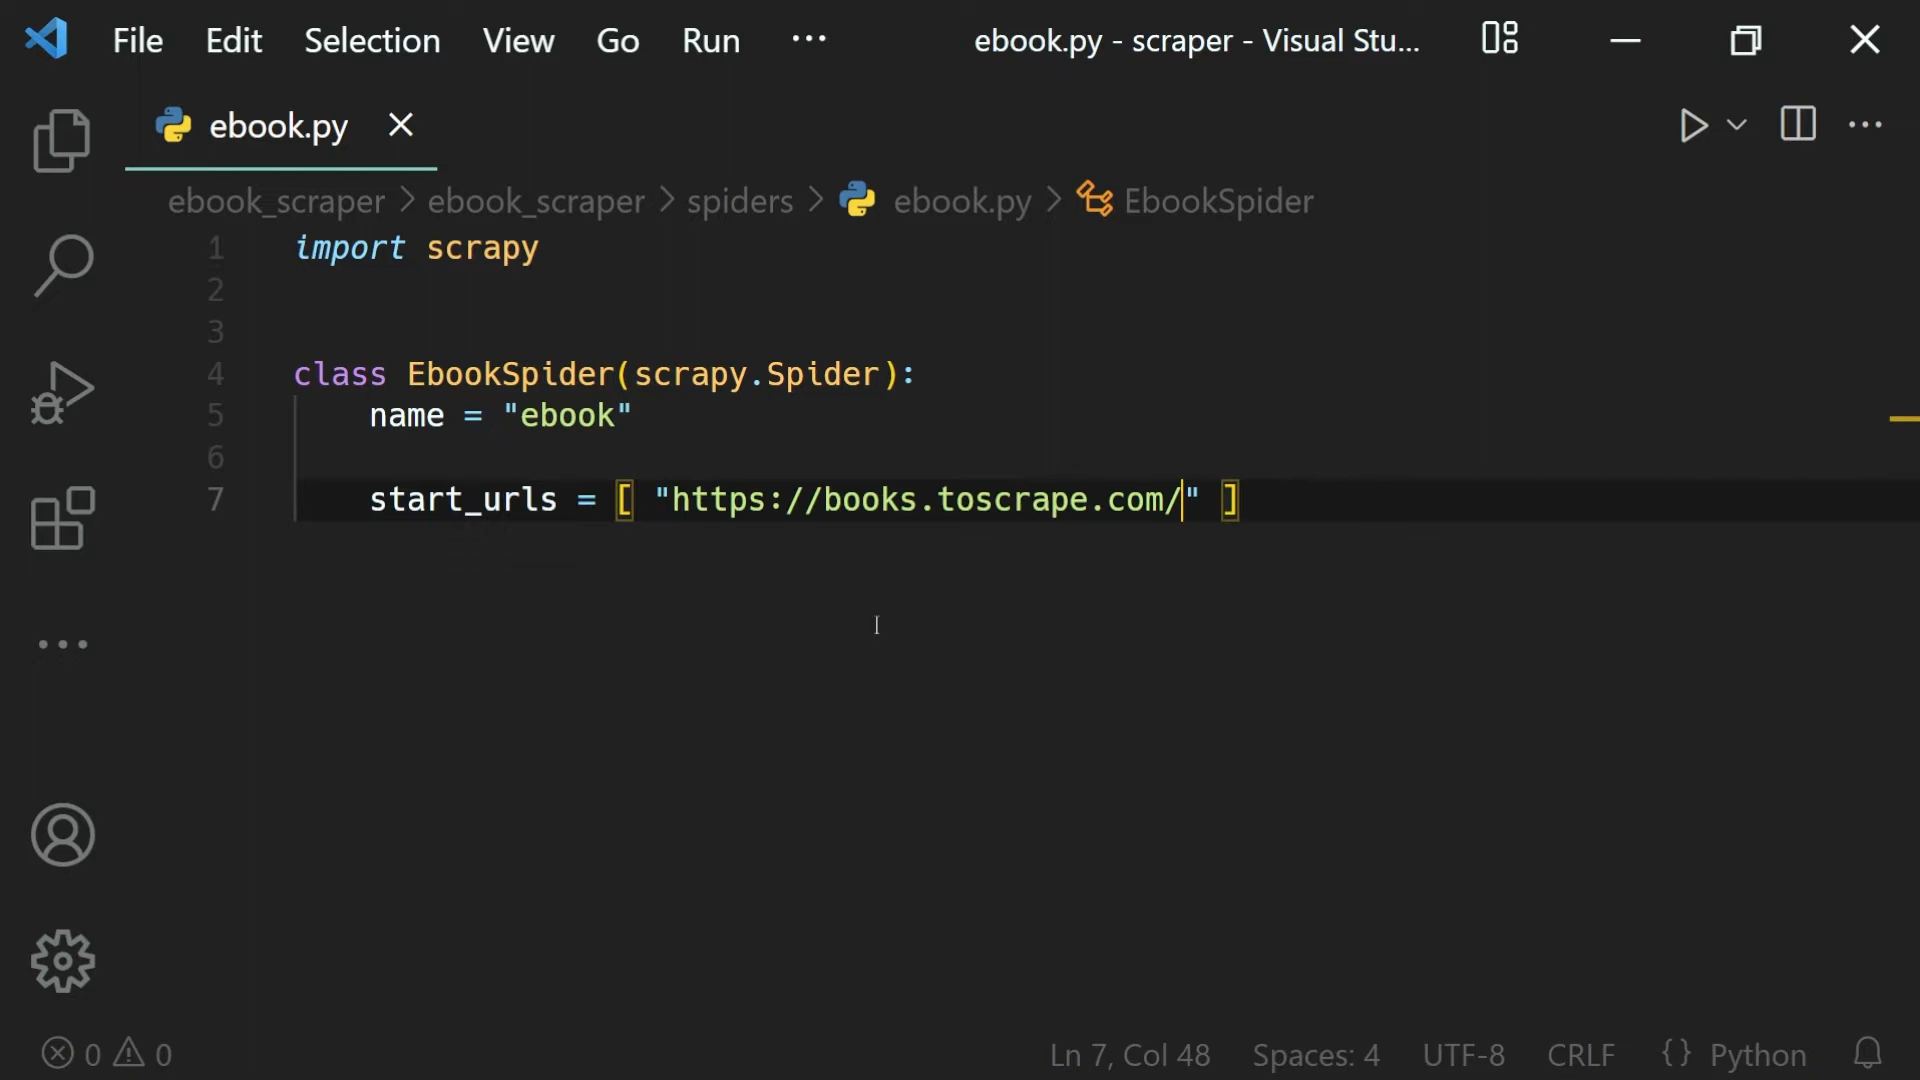 File Edit Selection View Go Run ··· ebook.py - scraper - Visual Stu...
ebook.py
ebook_scraper > ebook_scraper > spiders > ebook.py > EbookSpider
1 import scrapy
2
3
4 class EbookSpider(scrapy.Spider):
5 name = "ebook"
6
7 start_urls = [ "https://books.toscrape.com/" ]
0 0 Ln 7, Col 48 Spaces: 4 UTF-8 CRLF {} Python